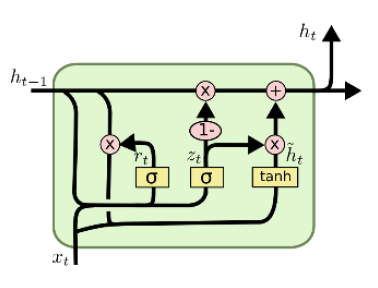 h_t
h_{t-1}
x +
1-
x x
r_t z_t h̃_t
σ σ tanh
x_t